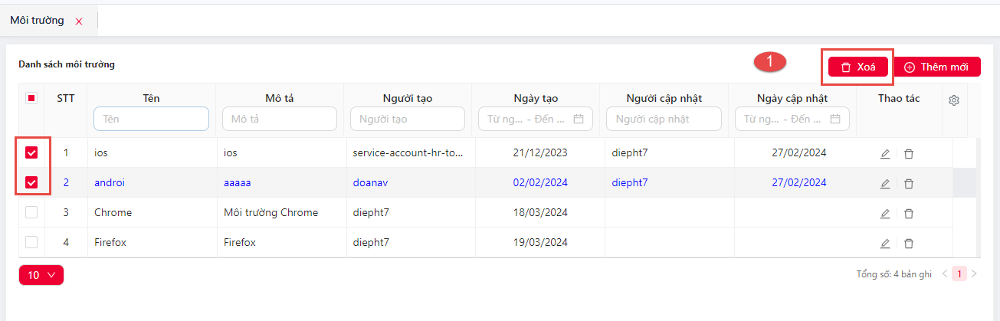 Môi trường
Danh sách môi trường
1
Xoá
Thêm mới
STT Tên Mô tả Người tạo Ngày tạo Người cập nhật Ngày cập nhật Thao tác
Tên Mô tả Người tạo Từ ng... - Đến ... Người cập nhật Từ ng... - Đến ...
1 ios ios service-account-hr-to... 21/12/2023 diepht7 27/02/2024
2 androi aaaaa doanav 02/02/2024 diepht7 27/02/2024
3 Chrome Môi trường Chrome diepht7 18/03/2024
4 Firefox Firefox diepht7 19/03/2024
10
Tổng số: 4 bản ghi
1